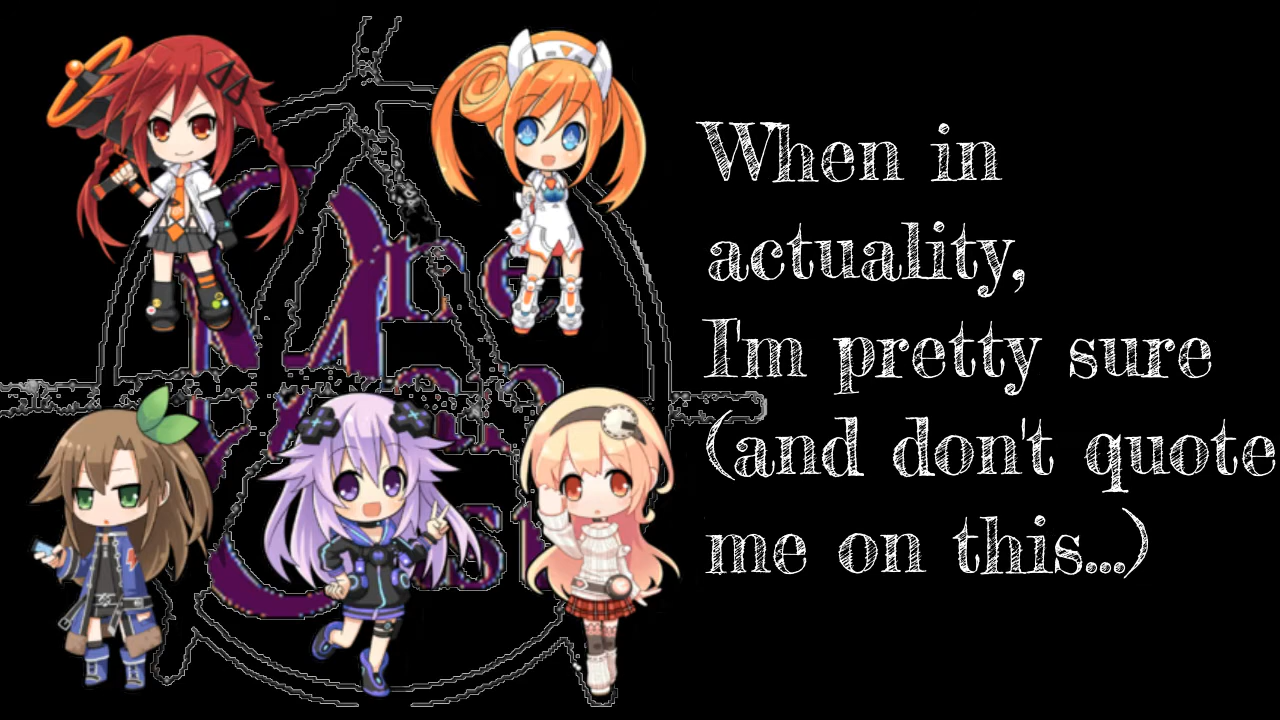 When in
actuality,
I'm pretty sure
(and don't quote
me on this...)